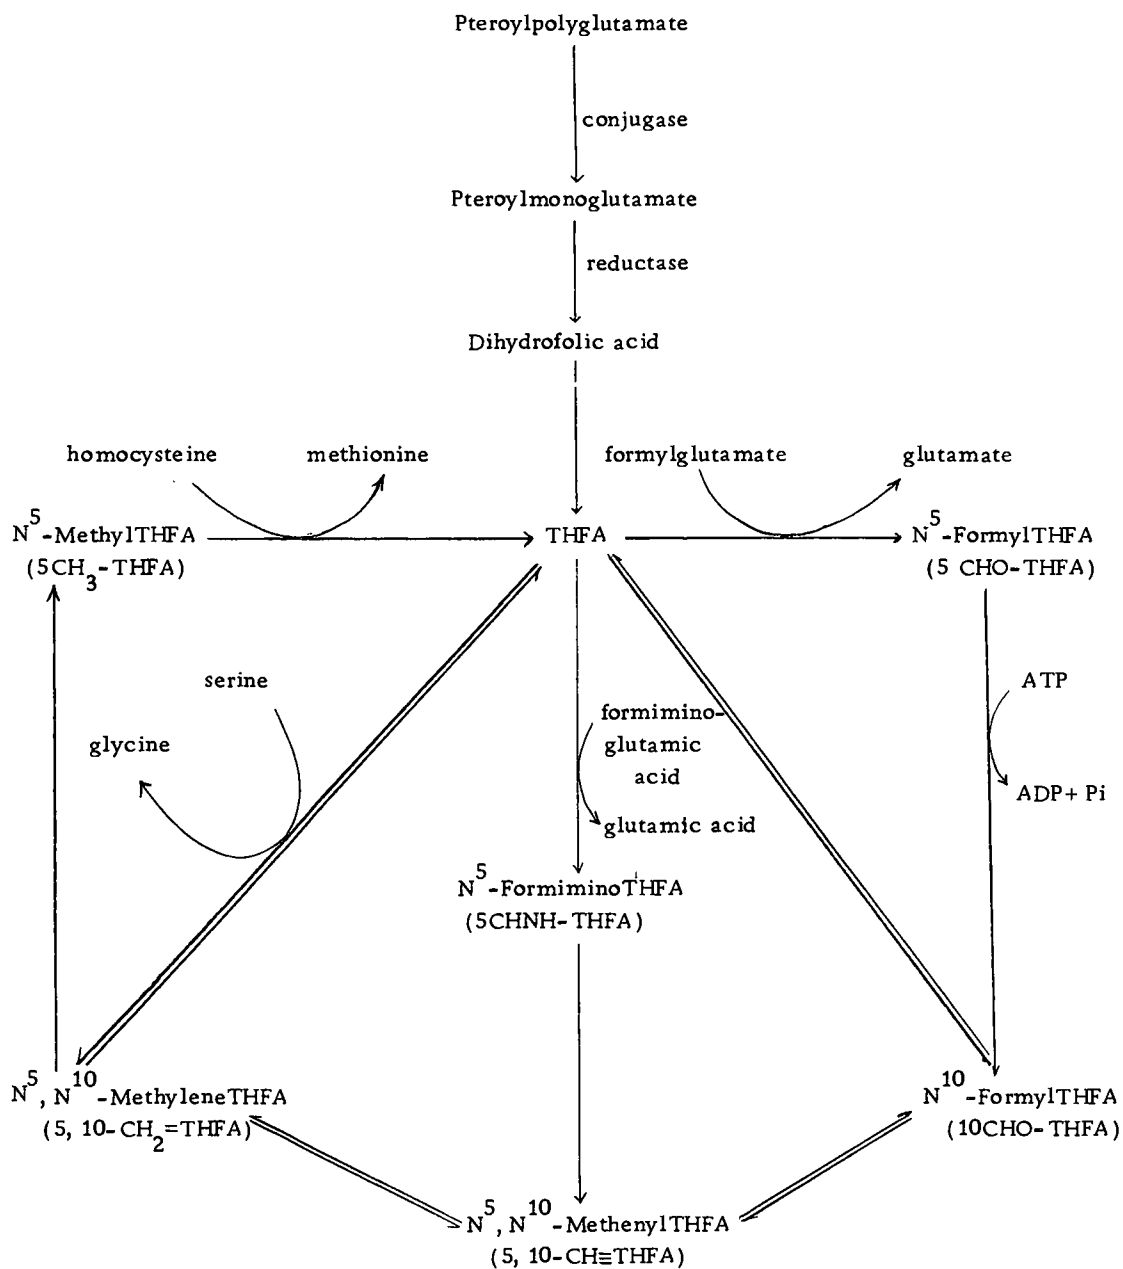 Pteroylpolyglutamate
conjugase
Pteroylmonoglutamate
reductase
Dihydrofolic acid
homocysteine
methionine
formylglutamate
glutamate
N⁵-MethylTHFA
(5CH₃-THFA)
THFA
N⁵-FormylTHFA
(5 CHO-THFA)
serine
glycine
formimino-
glutamic
acid
glutamic acid
ATP
ADP+ Pi
N⁵-FormiminoTHFA
(5CHNH-THFA)
N⁵, N¹⁰-MethyleneTHFA
(5, 10-CH₂=THFA)
N¹⁰-FormylTHFA
(10CHO-THFA)
N⁵, N¹⁰-MethenylTHFA
(5, 10-CH≡THFA)